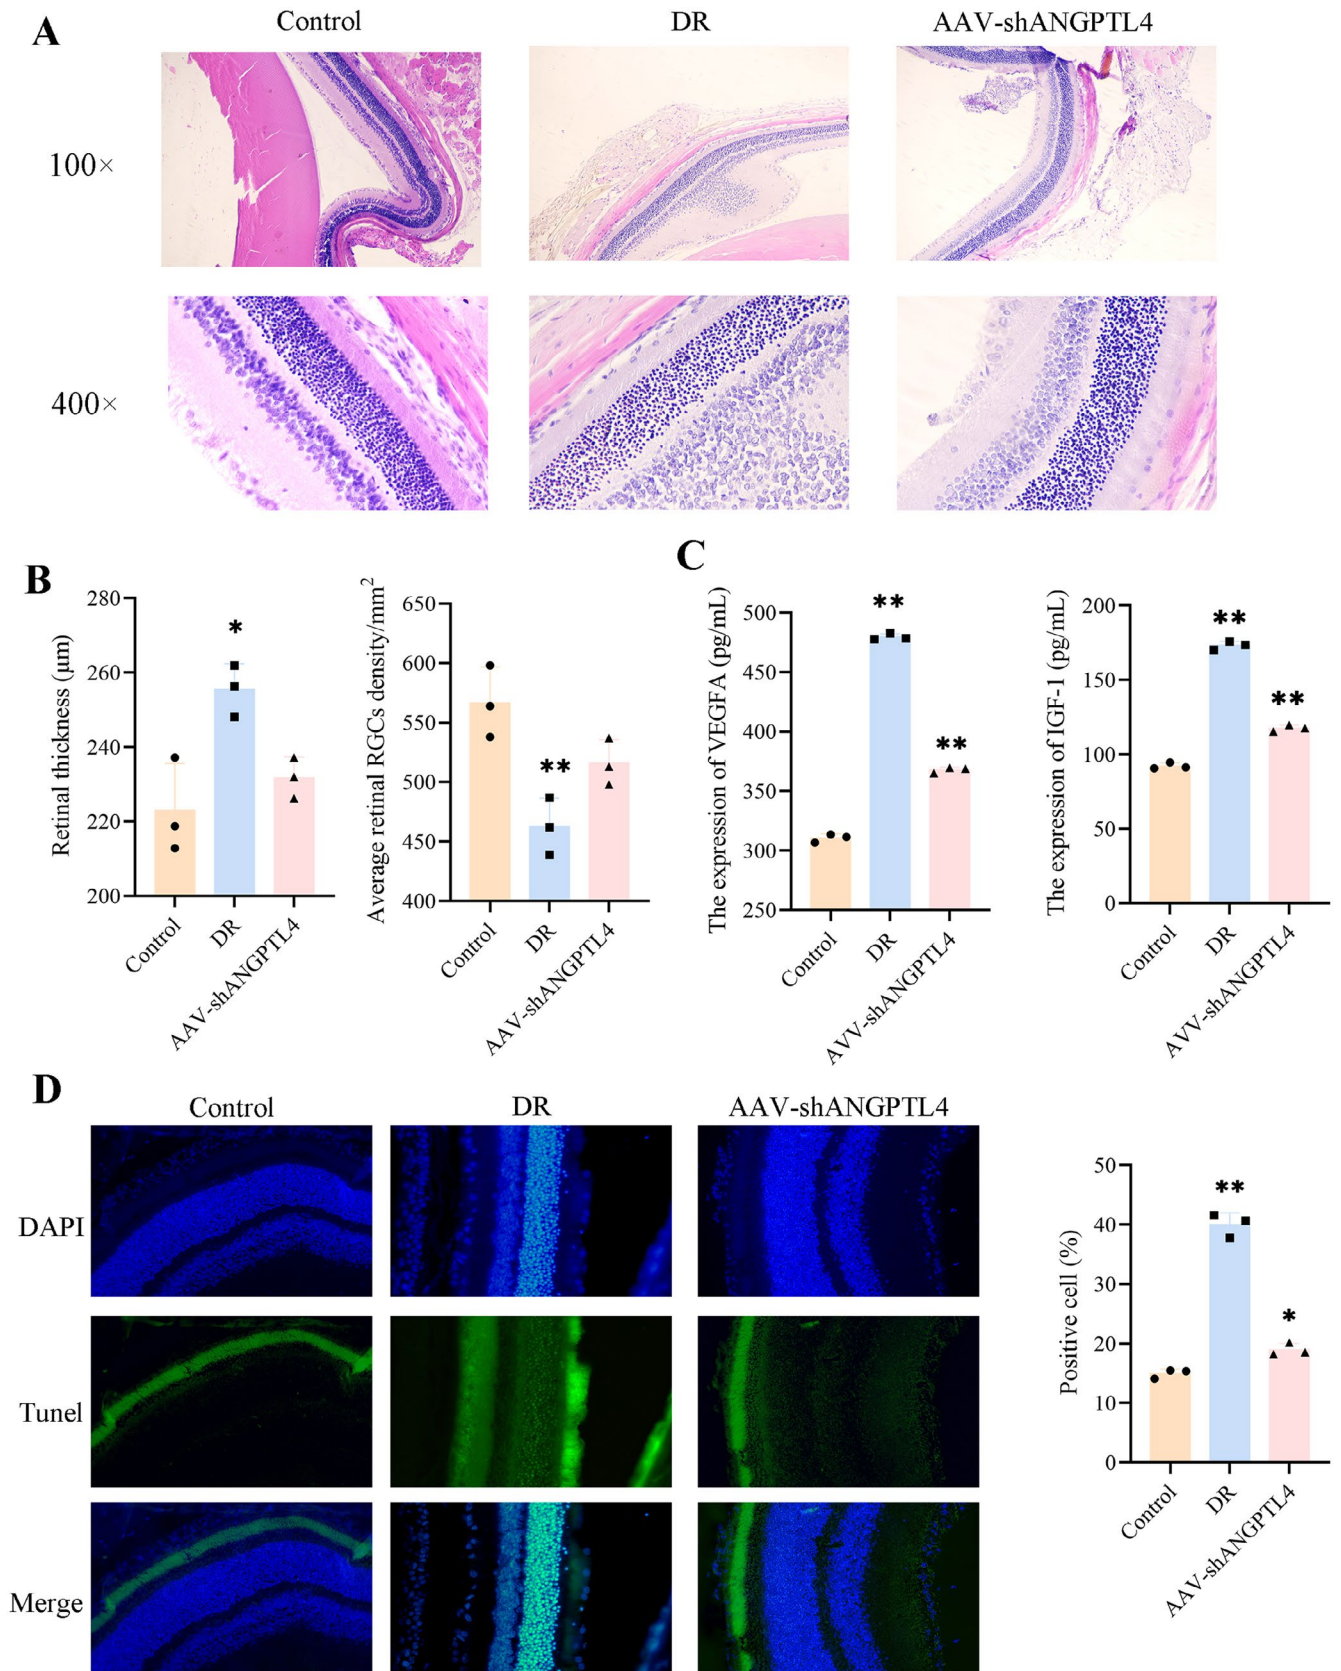 A
Control
DR
AAV-shANGPTL4
100×
400×
B
Retinal thickness (μm)
280
260
240
220
200
*
Control
DR
AAV-shANGPTL4
Average retinal RGCs density/mm2
650
600
550
500
450
400
**
Control
DR
AAV-shANGPTL4
C
The expression of VEGFA (pg/mL)
500
450
400
350
300
250
**
**
Control
DR
AVV-shANGPTL4
The expression of IGF-1 (pg/mL)
200
150
100
50
0
**
**
Control
DR
AVV-shANGPTL4
D
Control
DR
AAV-shANGPTL4
DAPI
Tunel
Merge
Positive cell (%)
50
40
30
20
10
0
**
*
Control
DR
AAV-shANGPTL4